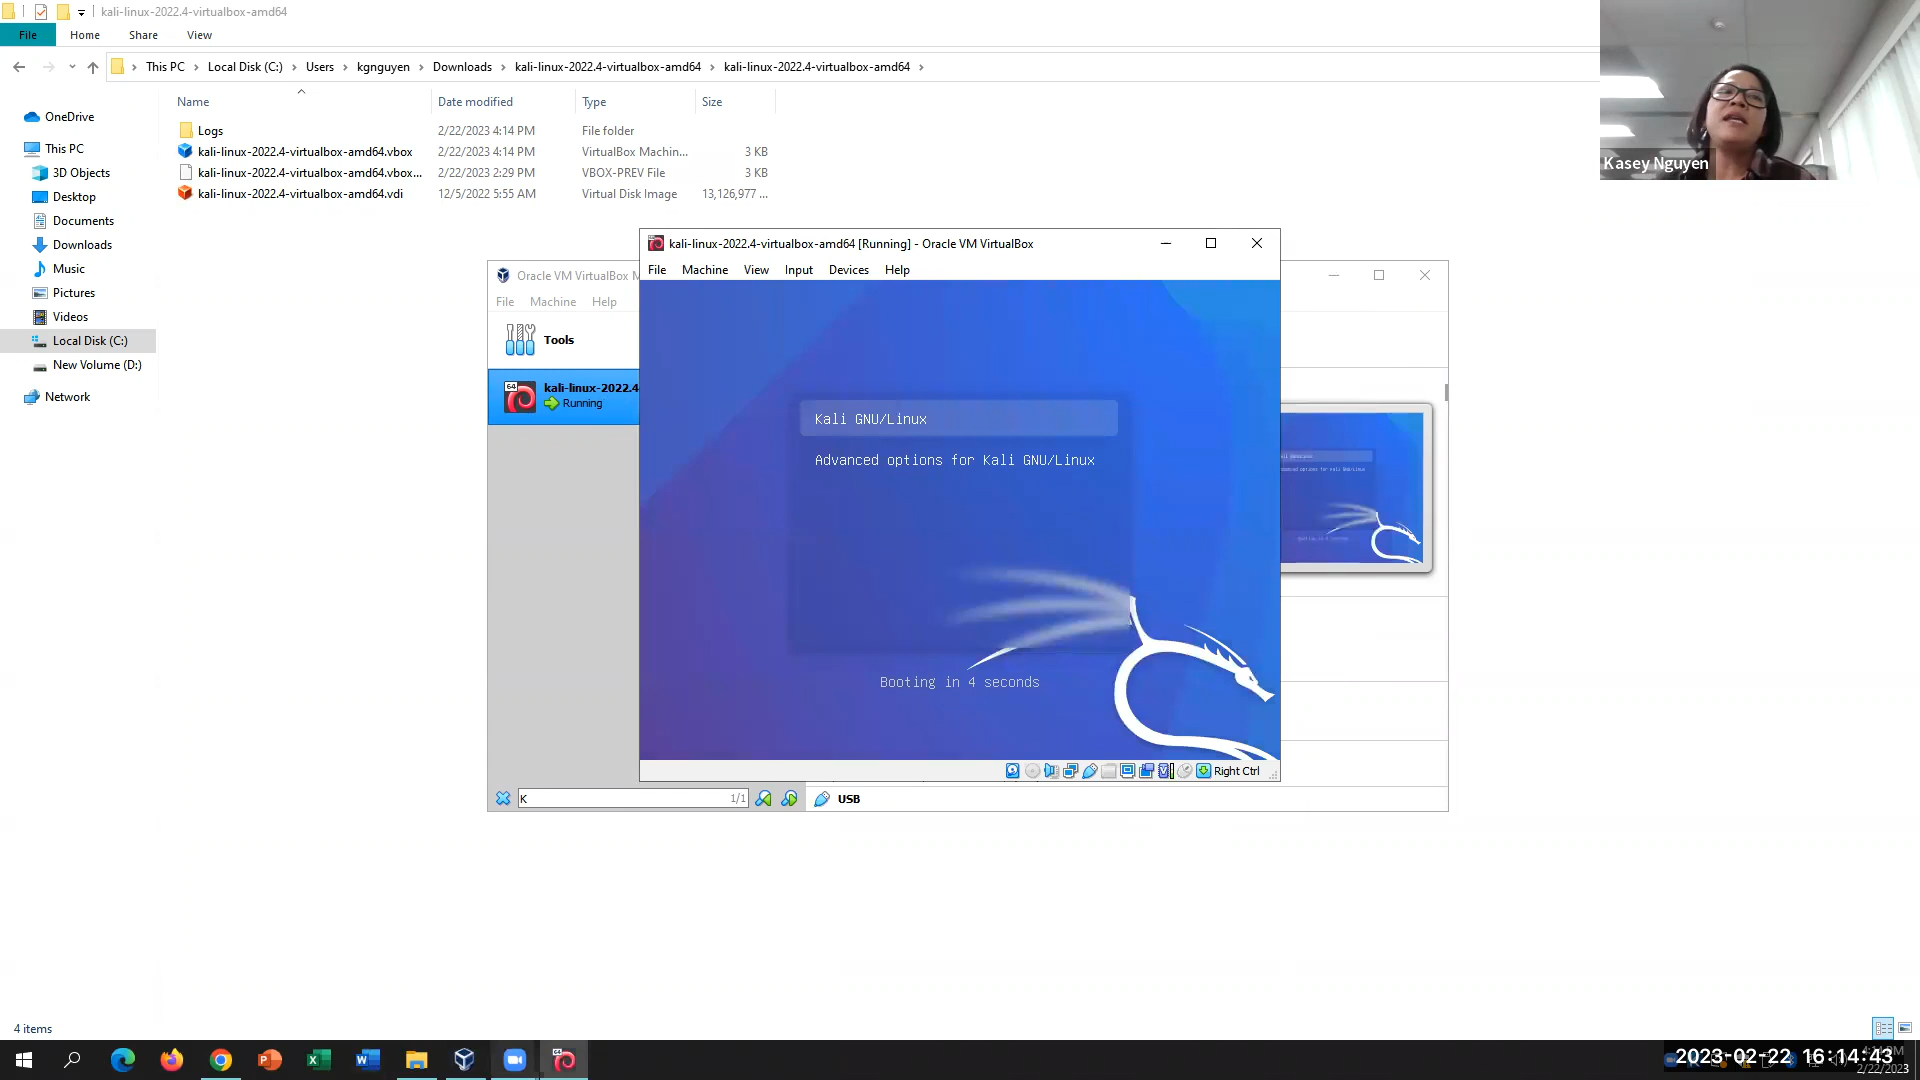 kali-linux-2022.4-virtualbox-amd64
File Home Share View
This PC Local Disk (C:) Users kgnguyen Downloads kali-linux-2022.4-virtualbox-amd64 kali-linux-2022.4-virtualbox-amd64
Name Date modified Type Size
Logs 2/22/2023 4:14 PM File folder
kali-linux-2022.4-virtualbox-amd64.vbox 2/22/2023 4:14 PM VirtualBox Machin... 3 KB
kali-linux-2022.4-virtualbox-amd64.vbox... 2/22/2023 2:29 PM VBOX-PREV File 3 KB
kali-linux-2022.4-virtualbox-amd64.vdi 12/5/2022 5:55 AM Virtual Disk Image 13,126,977 ...
OneDrive
This PC
3D Objects
Desktop
Documents
Downloads
Music
Pictures
Videos
Local Disk (C:)
New Volume (D:)
Network
Kasey Nguyen
kali-linux-2022.4-virtualbox-amd64 [Running] - Oracle VM VirtualBox
File Machine View Input Devices Help
Oracle VM VirtualBox M
File Machine Help
Tools
64
kali-linux-2022.4
Running
Kali GNU/Linux
Advanced options for Kali GNU/Linux
Booting in 4 seconds
Right Ctrl
K 1/1
USB
4 items
2023-02-22 16:14:43
2/22/2023